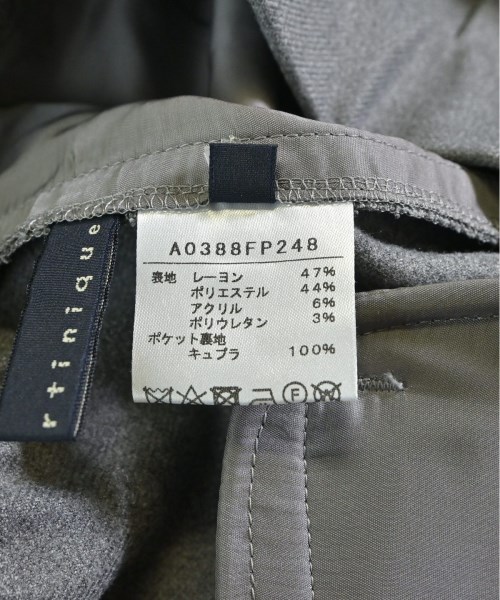 A0388FP248
表地 レーヨン 47%
ポリエステル 44%
アクリル 6%
ポリウレタン 3%
ポケット裏地
キュプラ 100%
F W
rtinique